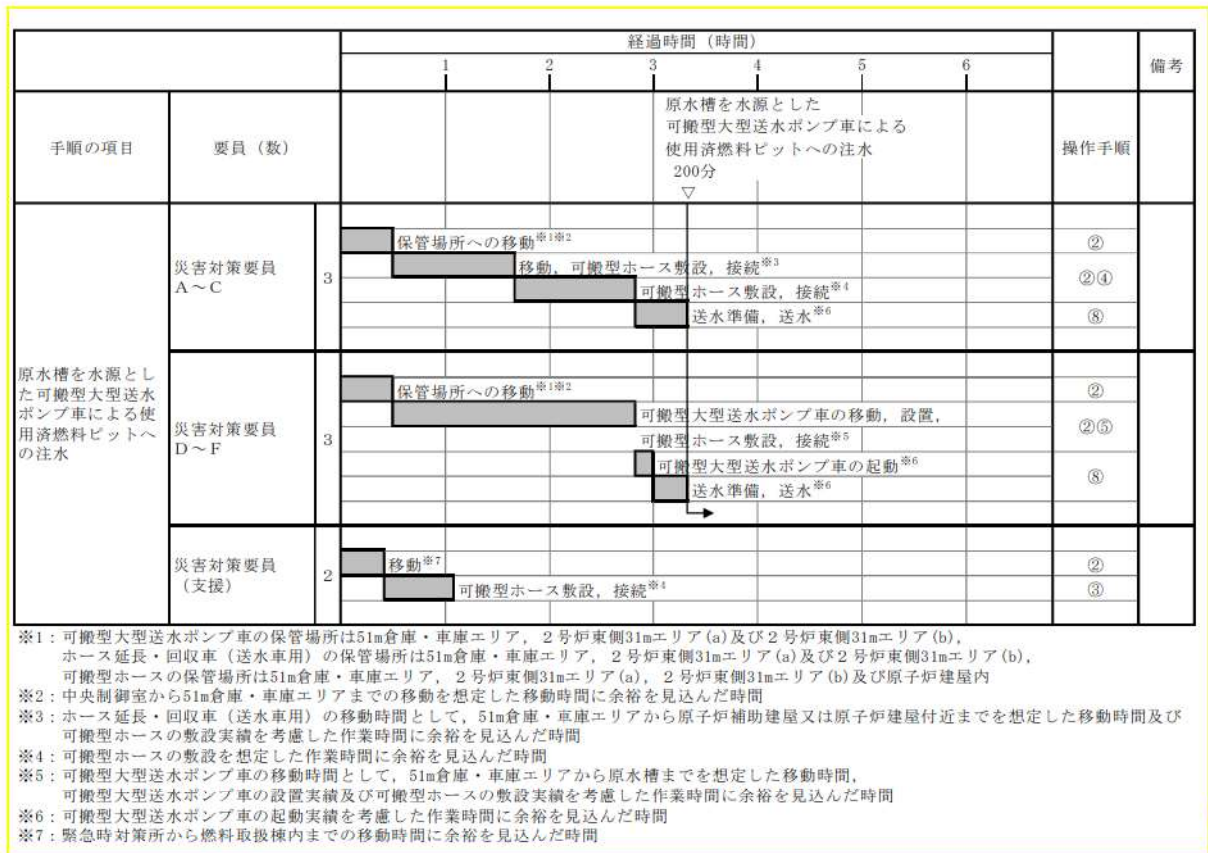 経過時間（時間）
1 2 3 4 5 6
備考
手順の項目
要員（数）
原水槽を水源とした
可搬型大型送水ポンプ車による
使用済燃料ピットへの注水
200分
▽
操作手順
原水槽を水源とし
た可搬型大型送水
ポンプ車による使
用済燃料ピットへ
の注水
災害対策要員
A～C
3
保管場所への移動※1※2
②
移動，可搬型ホース敷設，接続※3
可搬型ホース敷設，接続※4
②④
送水準備，送水※6
⑧
災害対策要員
D～F
3
保管場所への移動※1※2
②
可搬型大型送水ポンプ車の移動，設置，
可搬型ホース敷設，接続※5
②⑤
可搬型大型送水ポンプ車の起動※6
送水準備，送水※6
⑧
災害対策要員
（支援）
2
移動※7
②
可搬型ホース敷設，接続※4
③
※1：可搬型大型送水ポンプ車の保管場所は51m倉庫・車庫エリア，２号炉東側31mエリア(a)及び２号炉東側31mエリア(b)，
ホース延長・回収車（送水車用）の保管場所は51m倉庫・車庫エリア，２号炉東側31mエリア(a)及び２号炉東側31mエリア(b)，
可搬型ホースの保管場所は51m倉庫・車庫エリア，２号炉東側31mエリア(a)，２号炉東側31mエリア(b)及び原子炉建屋内
※2：中央制御室から51m倉庫・車庫エリアまでの移動を想定した移動時間に余裕を見込んだ時間
※3：ホース延長・回収車（送水車用）の移動時間として，51m倉庫・車庫エリアから原子炉補助建屋又は原子炉建屋付近までを想定した移動時間及び
可搬型ホースの敷設実績を考慮した作業時間に余裕を見込んだ時間
※4：可搬型ホースの敷設を想定した作業時間に余裕を見込んだ時間
※5：可搬型大型送水ポンプ車の移動時間として，51m倉庫・車庫エリアから原水槽までを想定した移動時間，
可搬型大型送水ポンプ車の設置実績及び可搬型ホースの敷設実績を考慮した作業時間に余裕を見込んだ時間
※6：可搬型大型送水ポンプ車の起動実績を考慮した作業時間に余裕を見込んだ時間
※7：緊急時対策所から燃料取扱棟内までの移動時間に余裕を見込んだ時間